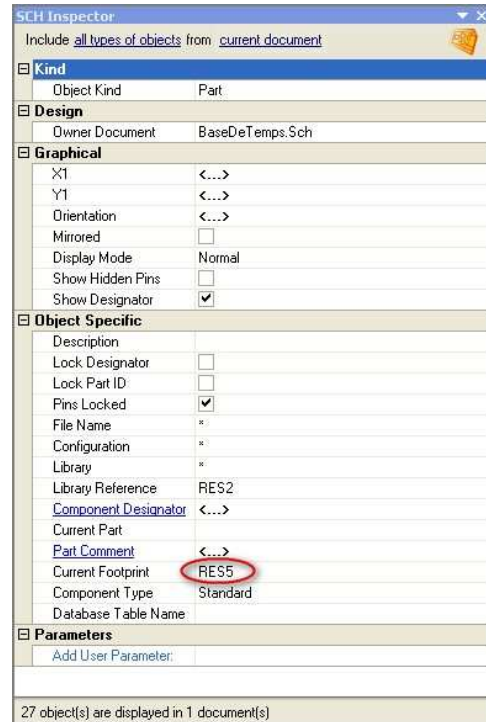 SCH Inspector
Include all types of objects from current document
Kind
Object Kind Part
Design
Owner Document BaseDeTemps.Sch
Graphical
X1 <...>
Y1 <...>
Orientation <...>
Mirrored
Display Mode Normal
Show Hidden Pins
Show Designator
Object Specific
Description
Lock Designator
Lock Part ID
Pins Locked
File Name *
Configuration *
Library *
Library Reference RES2
Component Designator <...>
Current Part
Part Comment <...>
Current Footprint RES5
Component Type Standard
Database Table Name
Parameters
Add User Parameter:
27 object(s) are displayed in 1 document(s)